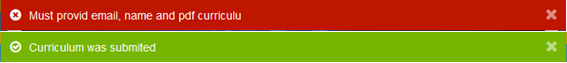 Must provid email, name and pdf curriculu
Curriculum was submited